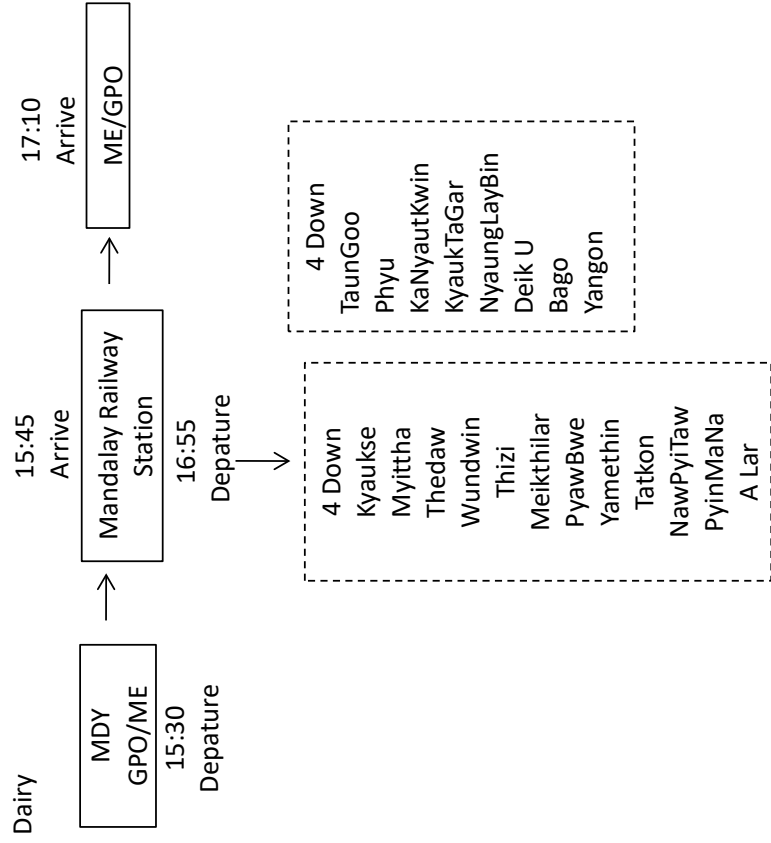 Dairy
MDY
GPO/ME
15:30
Depature
15:45
Arrive
Mandalay Railway
Station
16:55
Depature
17:10
Arrive
ME/GPO
4 Down
Kyaukse
Myittha
Thedaw
Wundwin
Thizi
Meikthilar
PyawBwe
Yamethin
Tatkon
NawPyiTaw
PyinMaNa
A Lar
4 Down
TaunGoo
Phyu
KaNyautKwin
KyaukTaGar
NyaungLayBin
Deik U
Bago
Yangon